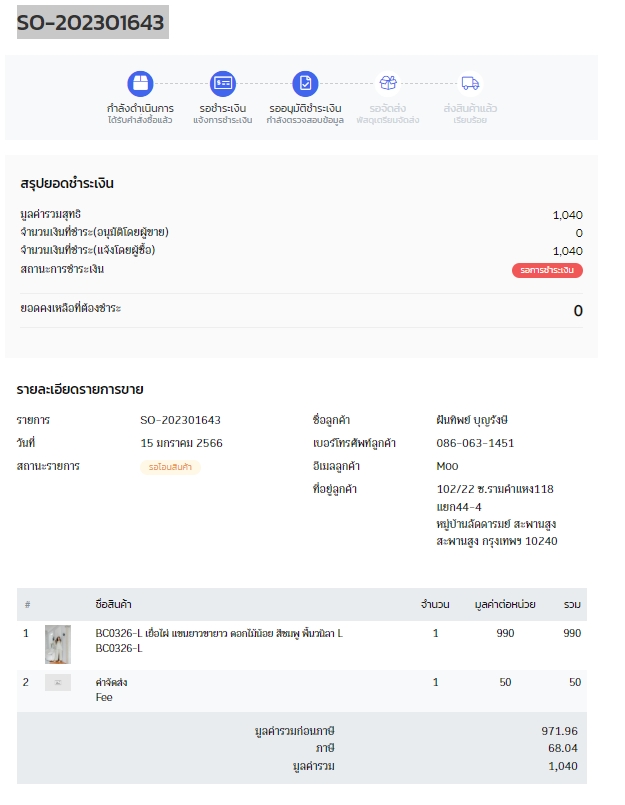 SO-202301643
กำลังดำเนินการ
ได้รับคำสั่งซื้อแล้ว
รอชำระเงิน
แจ้งการชำระเงิน
รออนุมัติชำระเงิน
กำลังตรวจสอบข้อมูล
รอจัดส่ง
พัสดุเตรียมจัดส่ง
ส่งสินค้าแล้ว
เรียบร้อย
สรุปยอดชำระเงิน
มูลค่ารวมสุทธิ 1,040
จำนวนเงินที่ชำระ(อนุมัติโดยผู้ขาย) 0
จำนวนเงินที่ชำระ(แจ้งโดยผู้ซื้อ) 1,040
สถานะการชำระเงิน รอการชำระเงิน
ยอดคงเหลือที่ต้องชำระ 0
รายละเอียดรายการขาย
รายการ SO-202301643
วันที่ 15 มกราคม 2566
สถานะรายการ รอโอนสินค้า
ชื่อลูกค้า ฝันทิพย์ บุญรังษี
เบอร์โทรศัพท์ลูกค้า 086-063-1451
อีเมลลูกค้า Moo
ที่อยู่ลูกค้า 102/22 ซ.รามคำแหง118
แยก44-4
หมู่บ้านลัดดารมย์ สะพานสูง
สะพานสูง กรุงเทพฯ 10240
# ชื่อสินค้า จำนวน มูลค่าต่อหน่วย รวม
1 BC0326-L เยื่อไผ่ แขนยาวขายาว ดอกไม้น้อย สีชมพู พื้นวนิลา L 1 990 990
BC0326-L
2 ค่าจัดส่ง 1 50 50
Fee
มูลค่ารวมก่อนภาษี 971.96
ภาษี 68.04
มูลค่ารวม 1,040